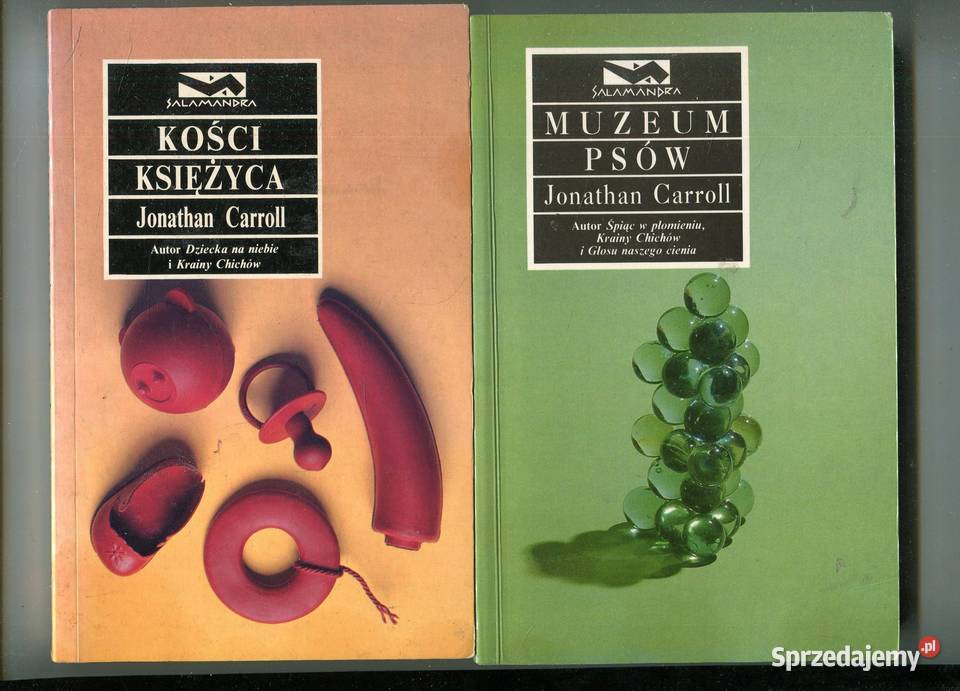 SALAMANDRA
KOŚCI
KSIĘŻYCA
Jonathan Carroll
Autor Dziecka na niebie
i Krainy Chichów
SALAMANDRA
MUZEUM
PSÓW
Jonathan Carroll
Autor Śpiąc w płomieniu,
Krainy Chichów
i Głosu naszego cienia
Sprzedajemy.pl